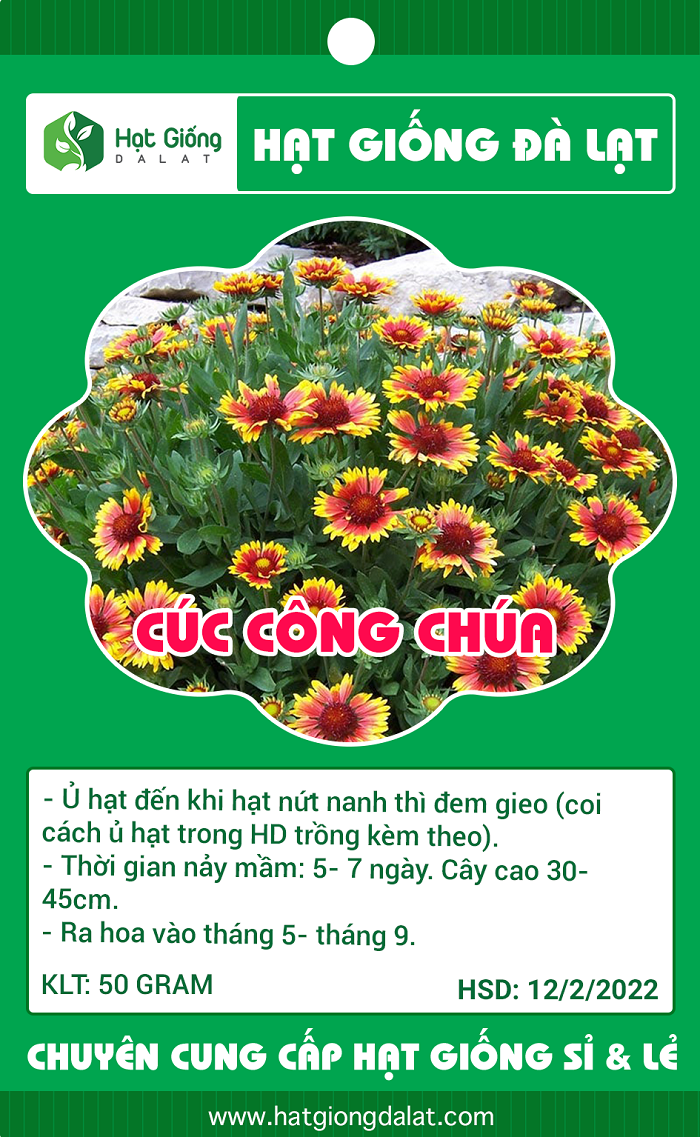 Hạt Giống
DALAT
HẠT GIỐNG ĐÀ LẠT
CÚC CÔNG CHÚA
- Ủ hạt đến khi hạt nứt nanh thì đem gieo (coi
cách ủ hạt trong HD trồng kèm theo).
- Thời gian nảy mầm: 5- 7 ngày. Cây cao 30-
45cm.
- Ra hoa vào tháng 5- tháng 9.
KLT: 50 GRAM
HSD: 12/2/2022
CHUYÊN CUNG CẤP HẠT GIỐNG SỈ & LẺ
www.hatgiongdalat.com